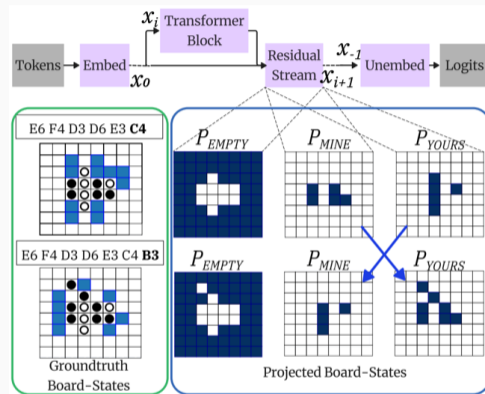 x_i Transformer Block
Tokens Embed x_0 Residual Stream x_{-1} x_{i+1} Unembed Logits
E6 F4 D3 D6 E3 C4
P_EMPTY P_MINE P_YOURS
E6 F4 D3 D6 E3 C4 B3
P_EMPTY P_MINE P_YOURS
Groundtruth
Board-States
Projected Board-States